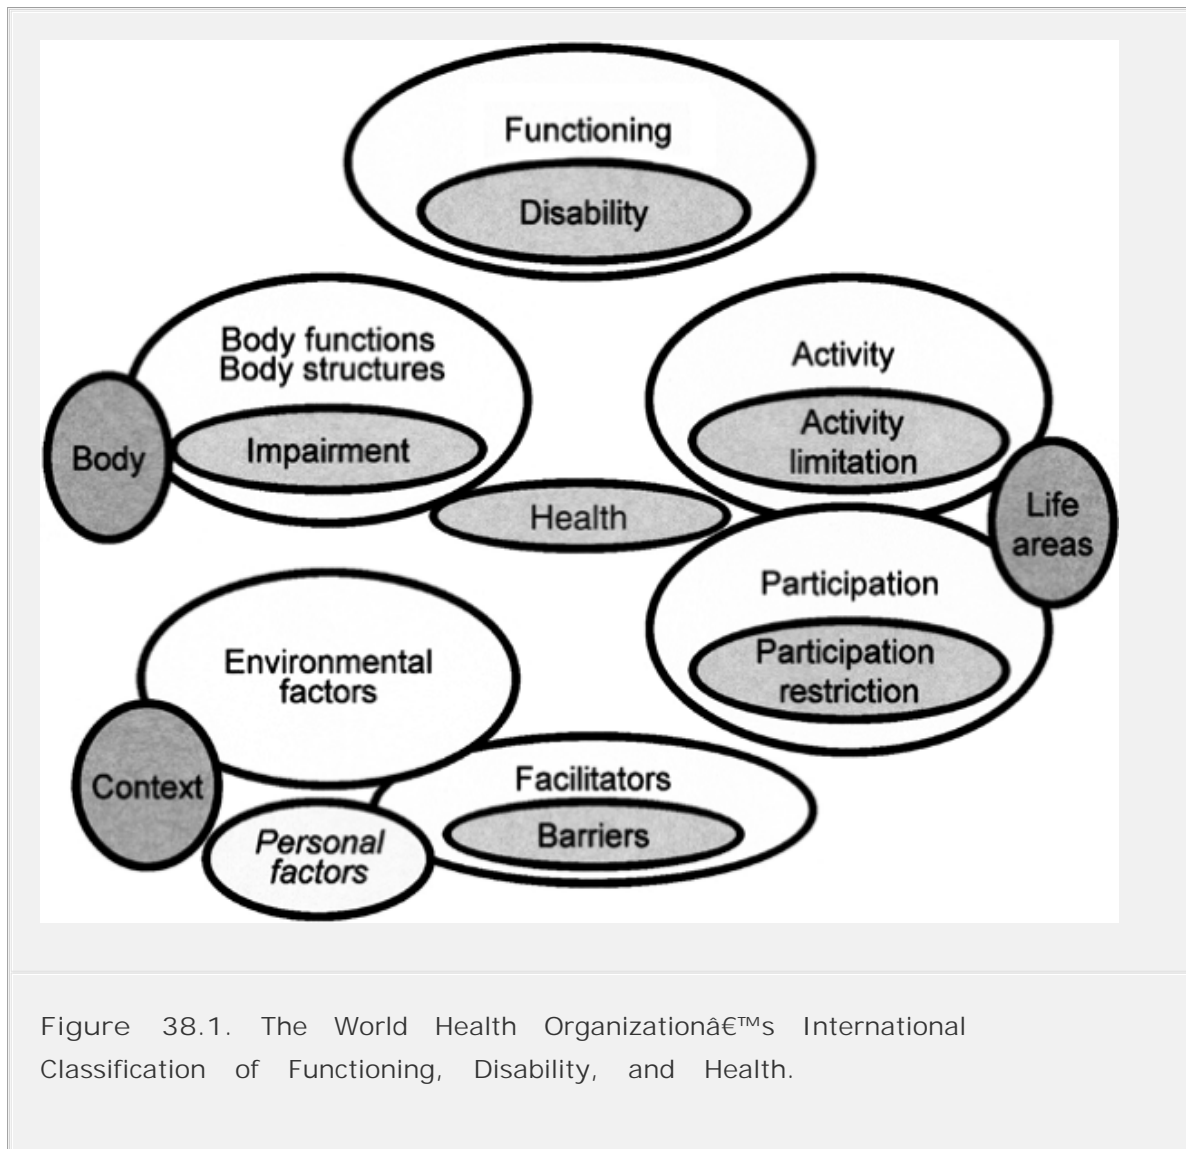 Functioning
Disability
Body functions
Body structures
Impairment
Body
Activity
Activity
limitation
Life
areas
Health
Participation
Participation
restriction
Environmental
factors
Context
Personal
factors
Facilitators
Barriers
Figure 38.1. The World Health Organizationâ€™s International
Classification of Functioning, Disability, and Health.